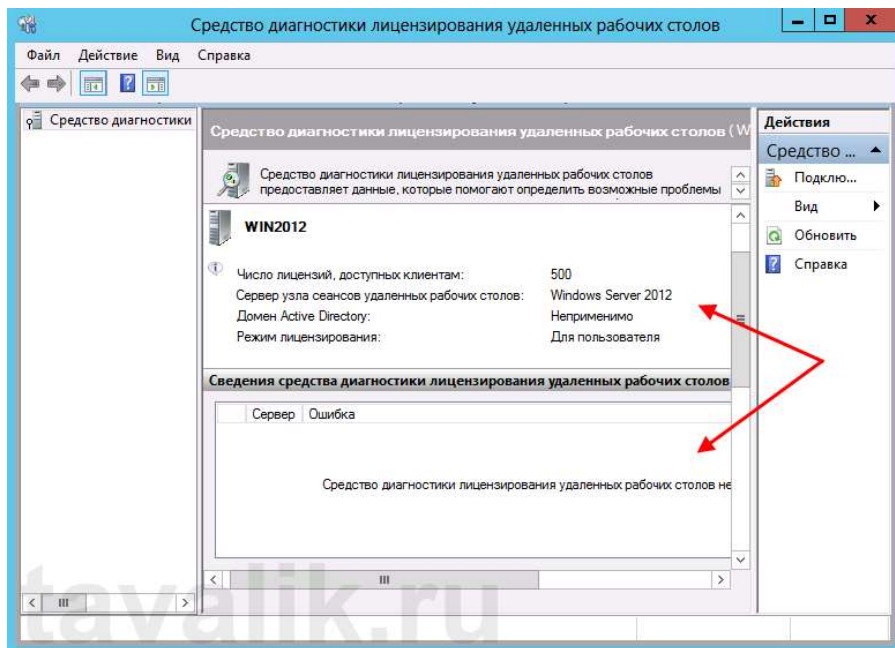 Средство диагностики лицензирования удаленных рабочих столов
Файл Действие Вид Справка
Средство диагностики
Средство диагностики лицензирования удаленных рабочих столов ( W
Средство диагностики лицензирования удаленных рабочих столов
предоставляет данные, которые помогают определить возможные проблемы
WIN2012
Число лицензий, доступных клиентам: 500
Сервер узла сеансов удаленных рабочих столов: Windows Server 2012
Домен Active Directory: Неприменимо
Режим лицензирования: Для пользователя
Сведения средства диагностики лицензирования удаленных рабочих столов
Сервер Ошибка
Средство диагностики лицензирования удаленных рабочих столов не
Действия
Средство ...
Подклю...
Вид
Обновить
Справка
tavalik.ru